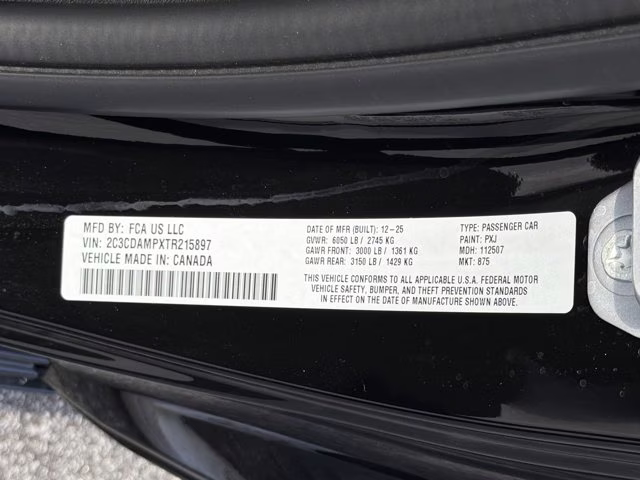 MFD BY: FCA US LLC
VIN: 2C3CDAMPXTR215897
VEHICLE MADE IN: CANADA
DATE OF MFR (BUILT): 12-25
GVWR: 6050 LB / 2745 KG
GAWR FRONT: 3000 LB / 1361 KG
GAWR REAR: 3150 LB / 1429 KG
TYPE: PASSENGER CAR
PAINT: PXJ
MDH: 112507
MKT: 875
THIS VEHICLE CONFORMS TO ALL APPLICABLE U.S.A. FEDERAL MOTOR
VEHICLE SAFETY, BUMPER, AND THEFT PREVENTION STANDARDS
IN EFFECT ON THE DATE OF MANUFACTURE SHOWN ABOVE.